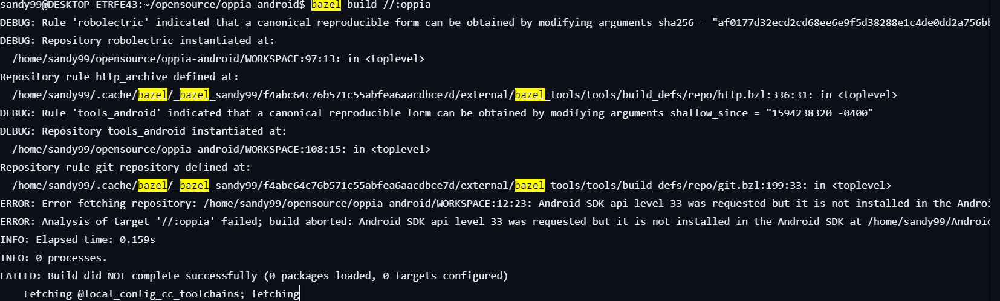 sandy99@DESKTOP-ETRFE43:~/opensource/oppia-android$ bazel build //:oppia
DEBUG: Rule 'robolectric' indicated that a canonical reproducible form can be obtained by modifying arguments sha256 = "af0177d32ecd2cd68ee6e9f5d38288e1c4de0dd2a756bb
DEBUG: Repository robolectric instantiated at:
  /home/sandy99/opensource/oppia-android/WORKSPACE:97:13: in <toplevel>
Repository rule http_archive defined at:
  /home/sandy99/.cache/bazel/_bazel_sandy99/f4abc64c76b571c55abfea6aacdbce7d/external/bazel_tools/tools/build_defs/repo/http.bzl:336:31: in <toplevel>
DEBUG: Rule 'tools_android' indicated that a canonical reproducible form can be obtained by modifying arguments shallow_since = "1594238320 -0400"
DEBUG: Repository tools_android instantiated at:
  /home/sandy99/opensource/oppia-android/WORKSPACE:108:15: in <toplevel>
Repository rule git_repository defined at:
  /home/sandy99/.cache/bazel/_bazel_sandy99/f4abc64c76b571c55abfea6aacdbce7d/external/bazel_tools/tools/build_defs/repo/git.bzl:199:33: in <toplevel>
ERROR: Error fetching repository: /home/sandy99/opensource/oppia-android/WORKSPACE:12:23: Android SDK api level 33 was requested but it is not installed in the Androi
ERROR: Analysis of target '//:oppia' failed; build aborted: Android SDK api level 33 was requested but it is not installed in the Android SDK at /home/sandy99/Android
INFO: Elapsed time: 0.159s
INFO: 0 processes.
FAILED: Build did NOT complete successfully (0 packages loaded, 0 targets configured)
    Fetching @local_config_cc_toolchains; fetching